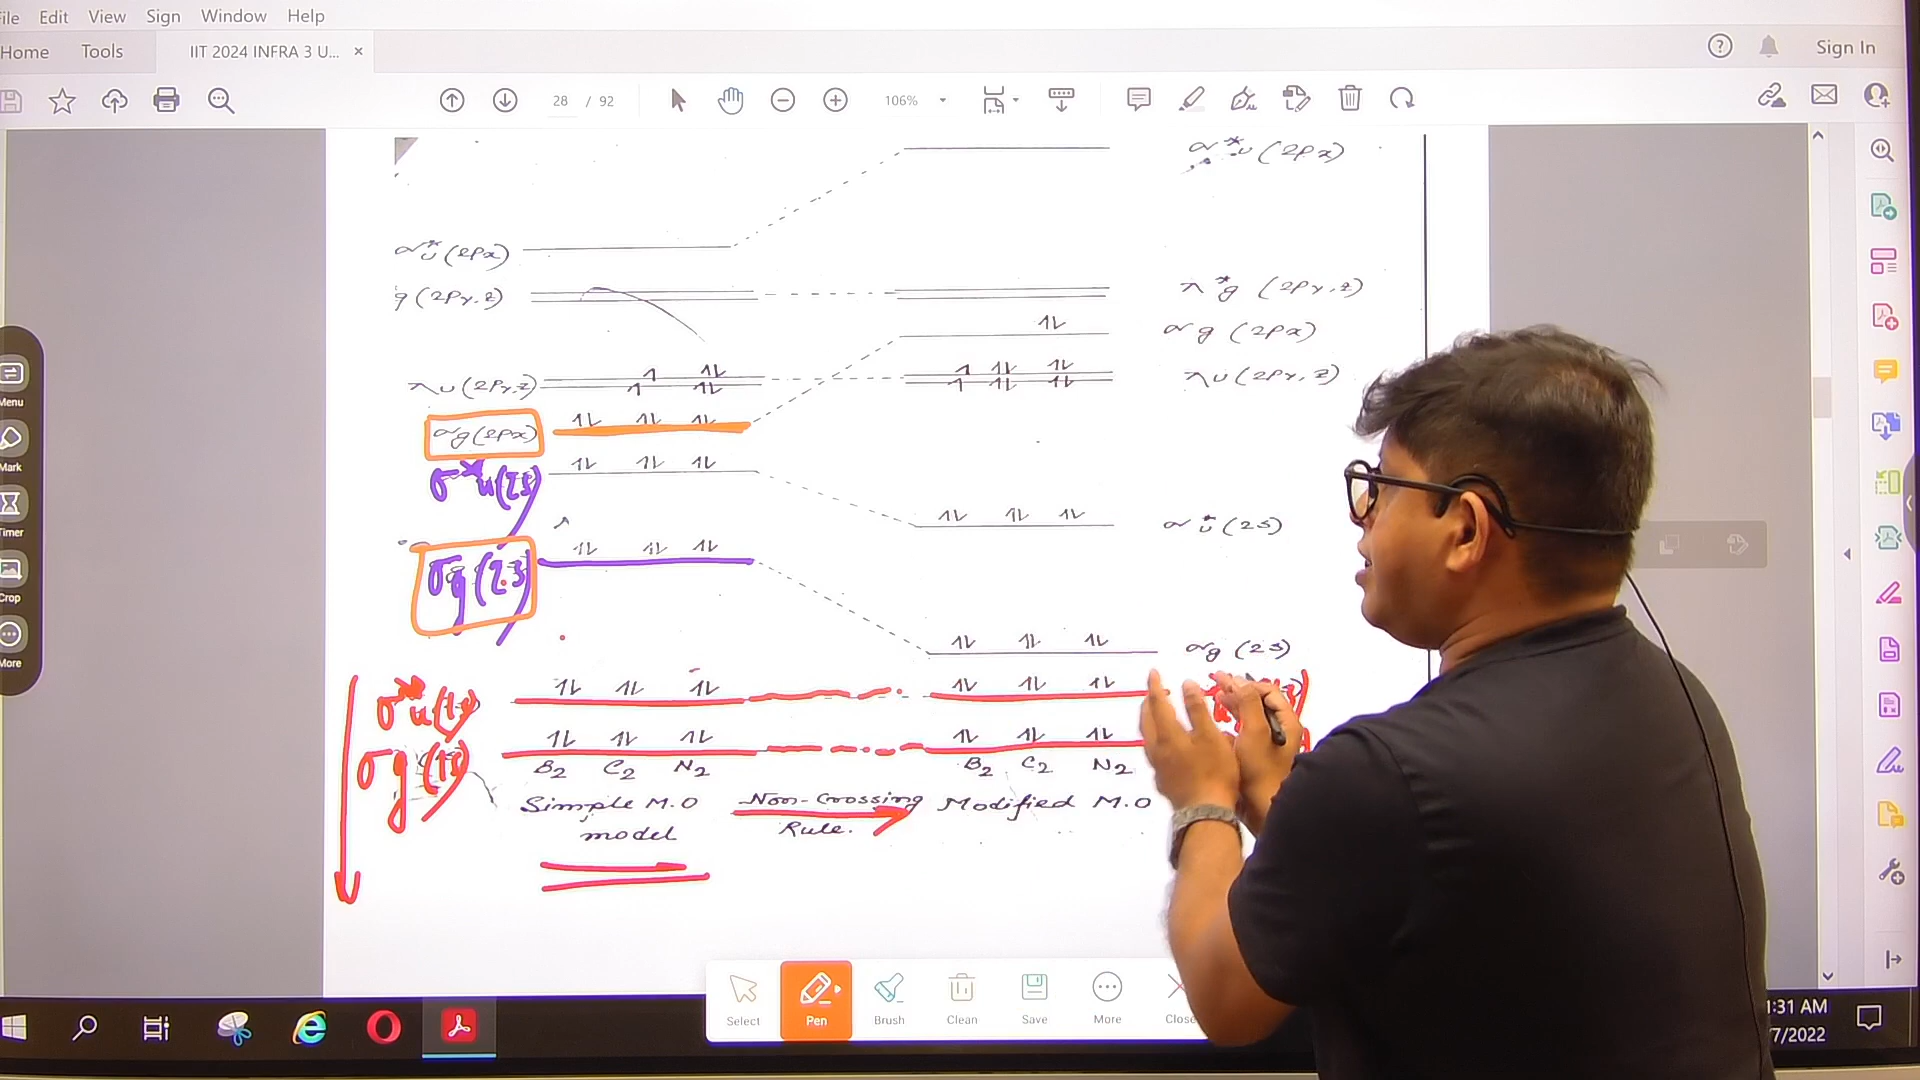 File Edit View Sign Window Help
Home Tools IIT 2024 INFRA 3 U... × Sign In
28 / 92 106%
σ*u (2px)
σ*u (2px)
g (2py,z)
π*g (2py,z)
σg (2px)
πu (2py,z)
πu (2py,z)
σg (2px)
σ*u (2s)
σ*u (2s)
σg (2s)
σg (2s)
σ*u (1s)
σg (1s)
B2 C2 N2
B2 C2 N2
Simple M.O model
Non-Crossing Rule.
Modified M.O
Menu
Mark
Timer
Crop
More
Select Pen Brush Clean Save More Close
:31 AM
/7/2022